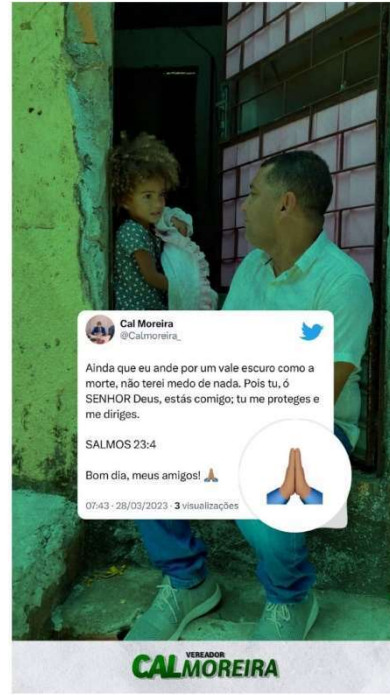 Cal Moreira
@Calmoreira_
Ainda que eu ande por um vale escuro como a
morte, não terei medo de nada. Pois tu, ó
SENHOR Deus, estás comigo; tu me proteges e
me diriges.
SALMOS 23:4
Bom dia, meus amigos! 🙏🏽
07:43 · 28/03/2023 · 3 visualizações
VEREADOR
CALMOREIRA